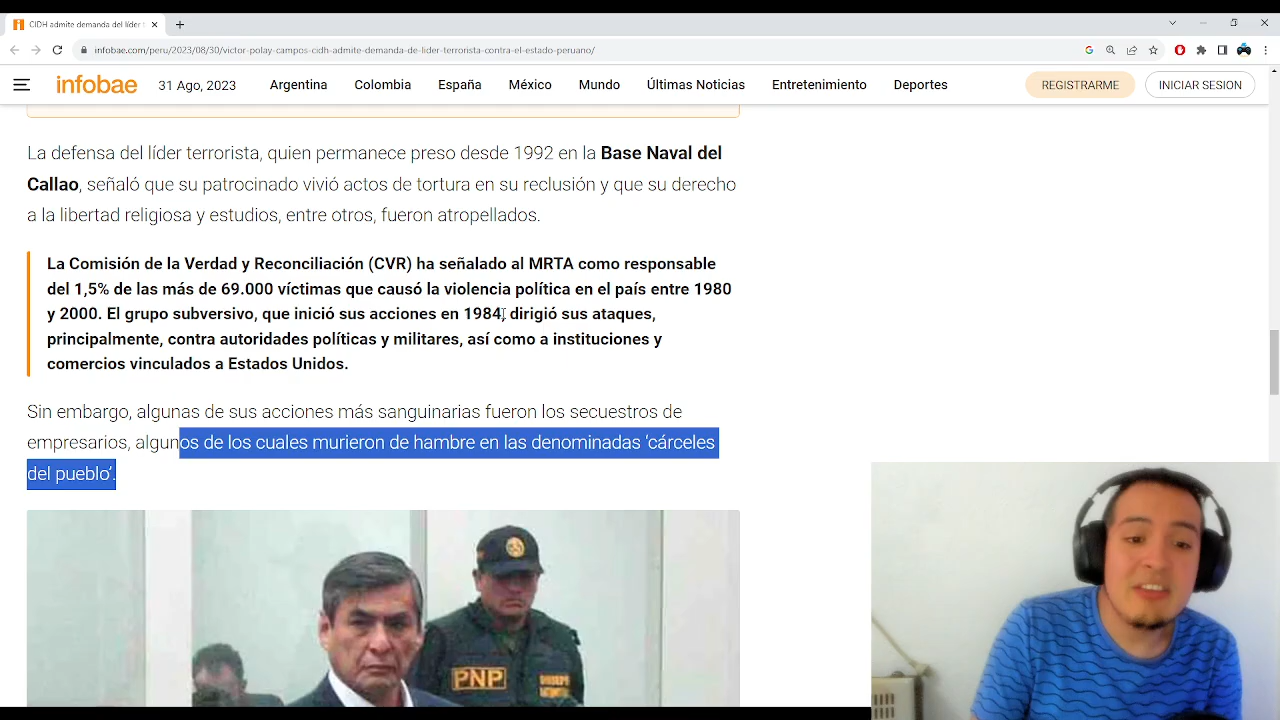 CIDH admite demanda del líder t
infobae.com/peru/2023/08/30/victor-polay-campos-cidh-admite-demanda-de-lider-terrorista-contra-el-estado-peruano/
infobae 31 Ago, 2023 Argentina Colombia España México Mundo Últimas Noticias Entretenimiento Deportes REGISTRARME INICIAR SESION
La defensa del líder terrorista, quien permanece preso desde 1992 en la Base Naval del
Callao, señaló que su patrocinado vivió actos de tortura en su reclusión y que su derecho
a la libertad religiosa y estudios, entre otros, fueron atropellados.
La Comisión de la Verdad y Reconciliación (CVR) ha señalado al MRTA como responsable
del 1,5% de las más de 69.000 víctimas que causó la violencia política en el país entre 1980
y 2000. El grupo subversivo, que inició sus acciones en 1984, dirigió sus ataques,
principalmente, contra autoridades políticas y militares, así como a instituciones y
comercios vinculados a Estados Unidos.
Sin embargo, algunas de sus acciones más sanguinarias fueron los secuestros de
empresarios, algunos de los cuales murieron de hambre en las denominadas ‘cárceles
del pueblo’.
PNP